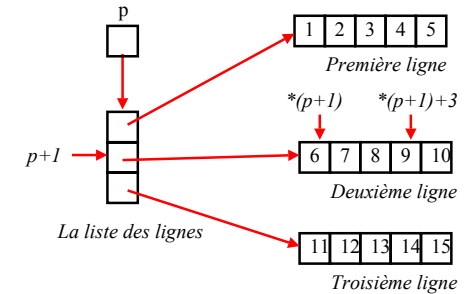 p
1 2 3 4 5
Première ligne
*(p+1) *(p+1)+3
p+1
6 7 8 9 10
Deuxième ligne
La liste des lignes
11 12 13 14 15
Troisième ligne